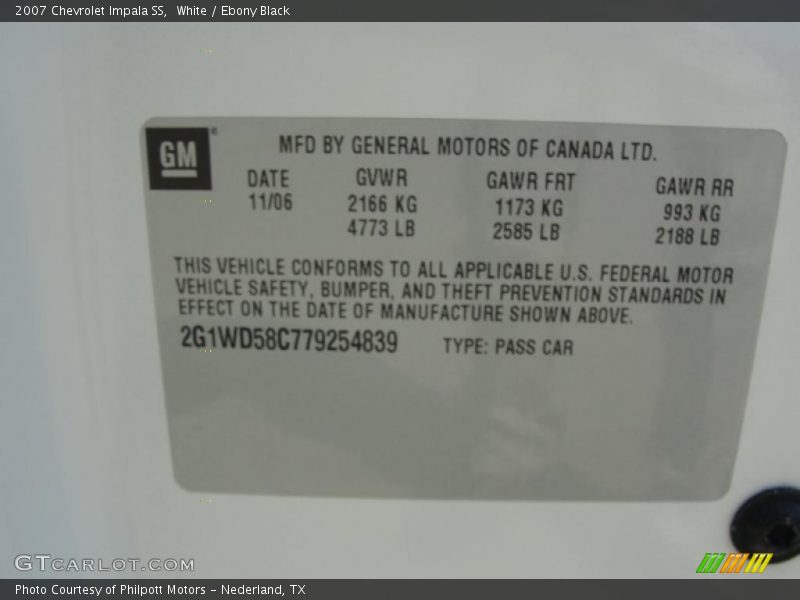 2007 Chevrolet Impala SS,  White / Ebony Black
GM
MFD BY GENERAL MOTORS OF CANADA LTD.
DATE GVWR GAWR FRT GAWR RR
11/06 2166 KG 1173 KG 993 KG
4773 LB 2585 LB 2188 LB
THIS VEHICLE CONFORMS TO ALL APPLICABLE U.S. FEDERAL MOTOR
VEHICLE SAFETY, BUMPER, AND THEFT PREVENTION STANDARDS IN
EFFECT ON THE DATE OF MANUFACTURE SHOWN ABOVE.
2G1WD58C779254839 TYPE: PASS CAR
GTCARLOT.COM
Photo Courtesy of Philpott Motors - Nederland, TX